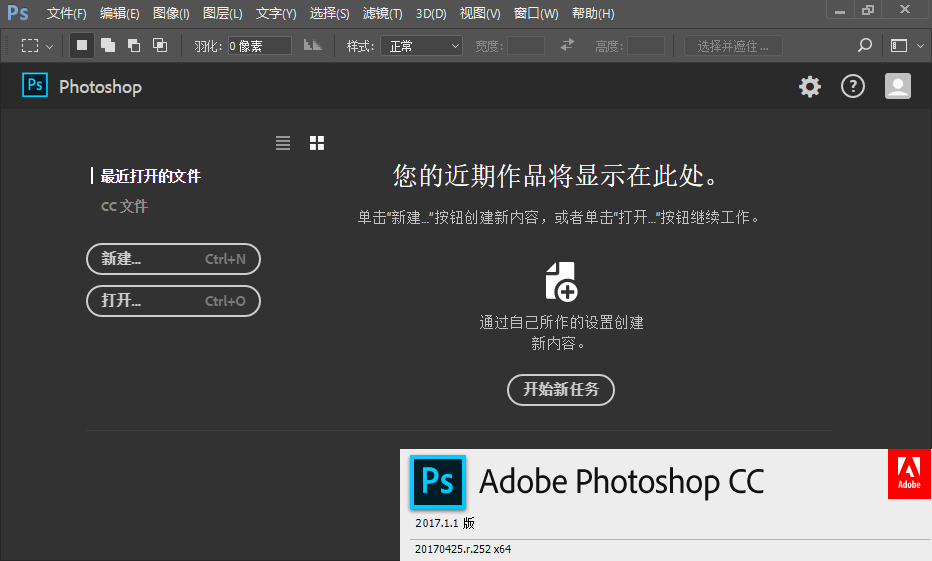 Ps 文件(F) 编辑(E) 图像(I) 图层(L) 文字(Y) 选择(S) 滤镜(T) 3D(D) 视图(V) 窗口(W) 帮助(H)
羽化: 0 像素 样式: 正常 宽度: 高度: 选择并遮住 ...
Ps Photoshop
最近打开的文件
CC 文件
新建... Ctrl+N
打开... Ctrl+O
您的近期作品将显示在此处。
单击“新建...”按钮创建新内容，或者单击“打开...”按钮继续工作。
通过自己所作的设置创建
新内容。
开始新任务
Ps Adobe Photoshop CC
Adobe
2017.1.1 版
20170425.r.252 x64